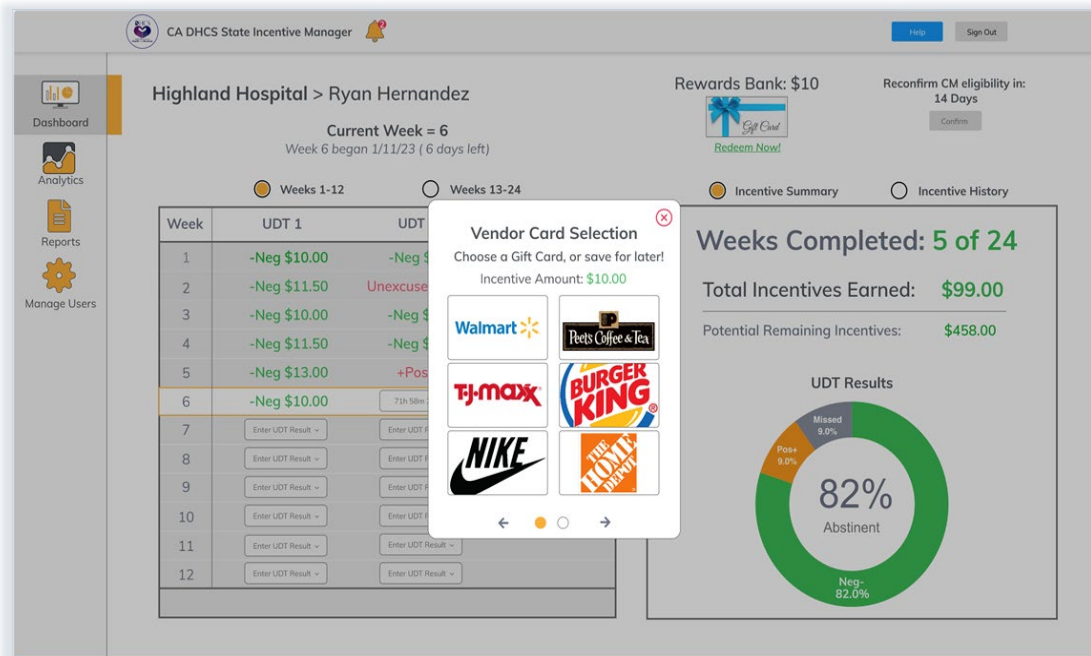 CA DHCS State Incentive Manager
2
Help
Sign Out
Dashboard
Analytics
Reports
Manage Users
Highland Hospital > Ryan Hernandez
Current Week = 6
Week 6 began 1/11/23 ( 6 days left)
Rewards Bank: $10
Gift Card
Redeem Now!
Reconfirm CM eligibility in:
14 Days
Confirm
Weeks 1-12
Weeks 13-24
Incentive Summary
Incentive History
Week UDT 1 UDT
1 -Neg $10.00 -Neg $
2 -Neg $11.50 Unexcuse
3 -Neg $10.00 -Neg $
4 -Neg $11.50 -Neg $
5 -Neg $13.00 +Pos
6 -Neg $10.00 71h 58m
7 Enter UDT Result Enter UDT
8 Enter UDT Result Enter UDT
9 Enter UDT Result Enter UDT
10 Enter UDT Result Enter UDT
11 Enter UDT Result Enter UDT Result
12 Enter UDT Result Enter UDT Result
Vendor Card Selection
Choose a Gift Card, or save for later!
Incentive Amount: $10.00
Walmart
Peet's Coffee & Tea
T·J·maxx
BURGER
KING
NIKE
THE
HOME
DEPOT
Weeks Completed: 5 of 24
Total Incentives Earned: $99.00
Potential Remaining Incentives: $458.00
UDT Results
Missed
9.0%
Pos+
9.0%
82%
Abstinent
Neg-
82.0%